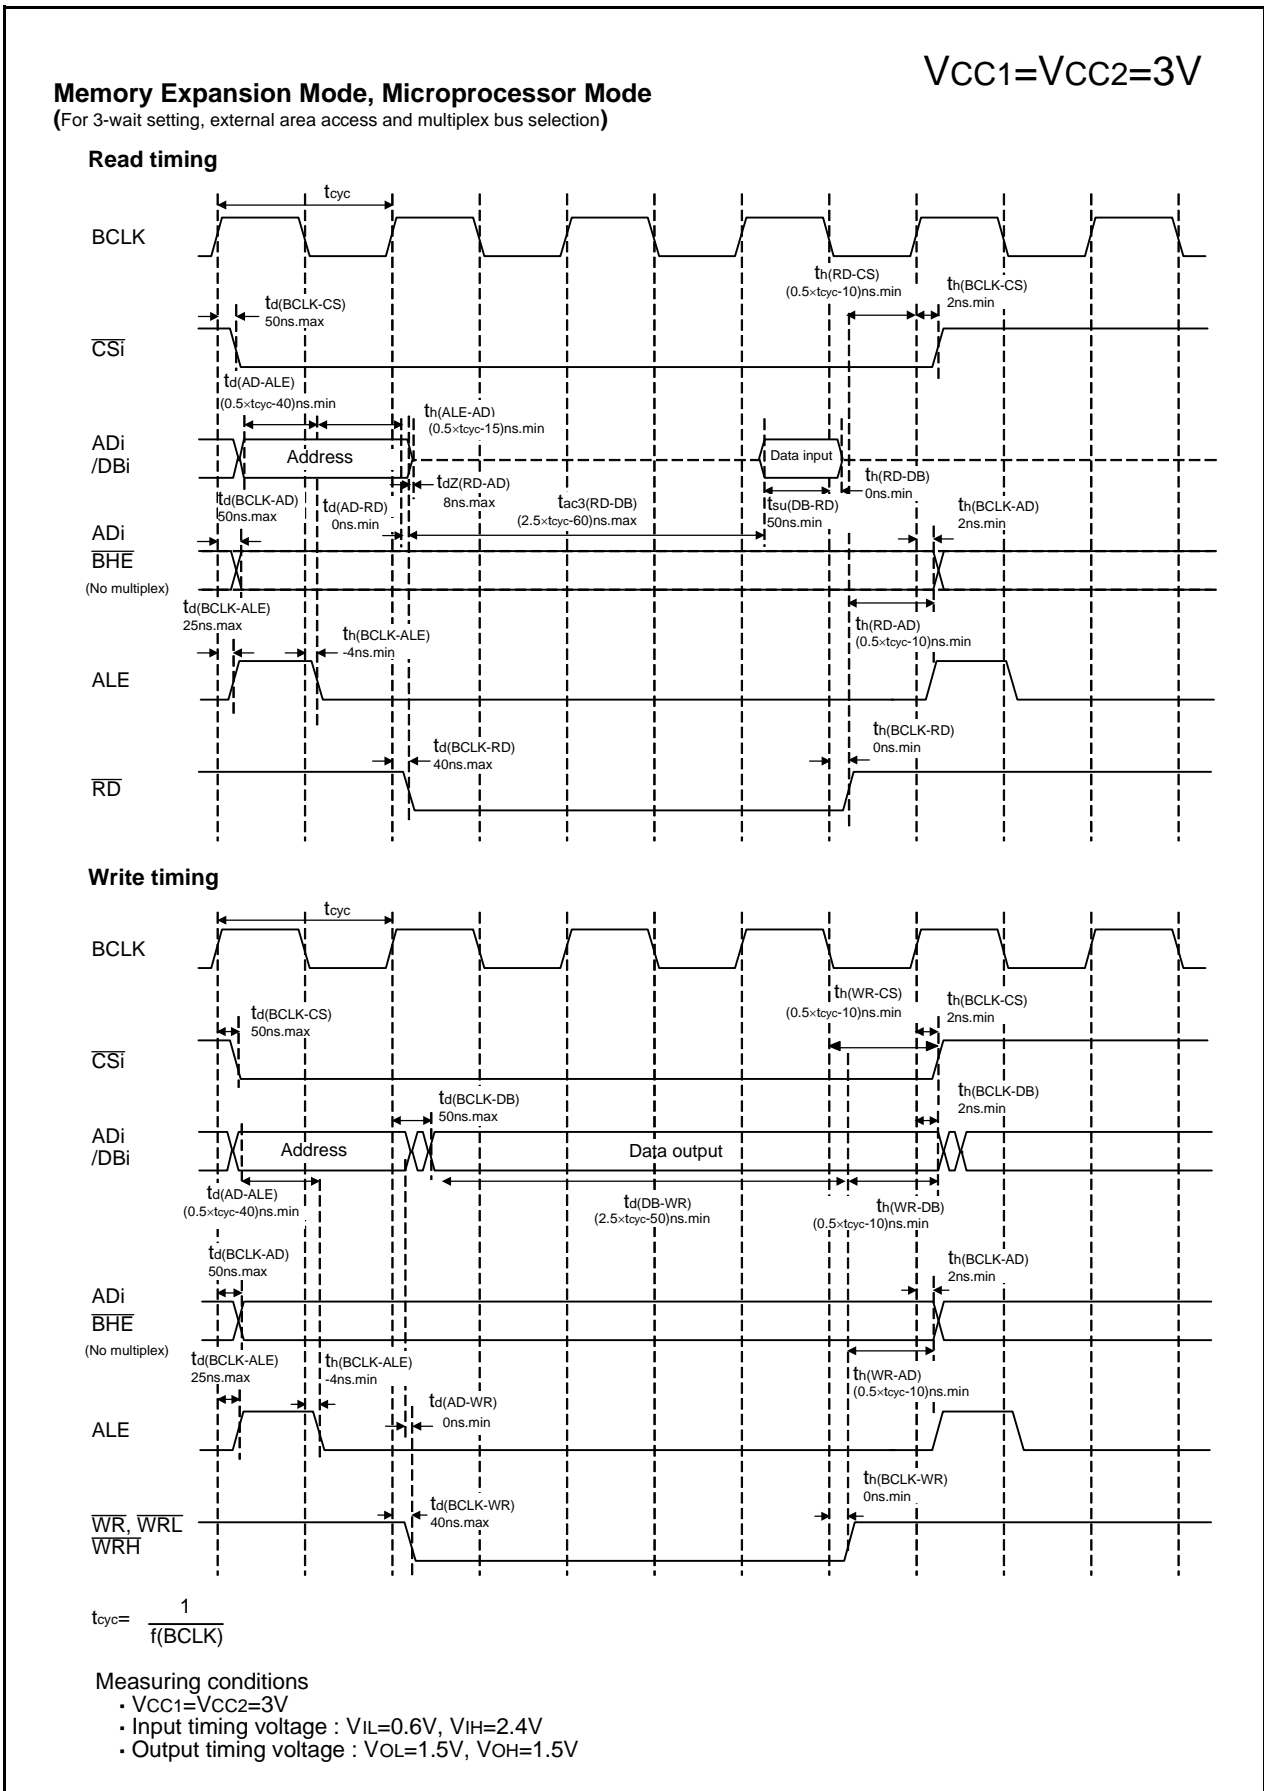 VCC1=VCC2=3V
Memory Expansion Mode, Microprocessor Mode
(For 3-wait setting, external area access and multiplex bus selection)
Read timing
tcyc
BCLK
th(RD-CS)
(0.5×tcyc-10)ns.min
th(BCLK-CS)
2ns.min
td(BCLK-CS)
50ns.max
CSi
td(AD-ALE)
(0.5×tcyc-40)ns.min
th(ALE-AD)
(0.5×tcyc-15)ns.min
ADi
/DBi
Address
Data input
tdZ(RD-AD)
8ns.max
th(RD-DB)
0ns.min
td(BCLK-AD)
50ns.max
td(AD-RD)
0ns.min
tac3(RD-DB)
(2.5×tcyc-60)ns.max
tsu(DB-RD)
50ns.min
th(BCLK-AD)
2ns.min
ADi
BHE
(No multiplex)
td(BCLK-ALE)
25ns.max
th(BCLK-ALE)
-4ns.min
th(RD-AD)
(0.5×tcyc-10)ns.min
ALE
td(BCLK-RD)
40ns.max
th(BCLK-RD)
0ns.min
RD
Write timing
tcyc
BCLK
th(WR-CS)
(0.5×tcyc-10)ns.min
th(BCLK-CS)
2ns.min
td(BCLK-CS)
50ns.max
CSi
td(BCLK-DB)
50ns.max
th(BCLK-DB)
2ns.min
ADi
/DBi
Address
Data output
td(AD-ALE)
(0.5×tcyc-40)ns.min
td(DB-WR)
(2.5×tcyc-50)ns.min
th(WR-DB)
(0.5×tcyc-10)ns.min
td(BCLK-AD)
50ns.max
th(BCLK-AD)
2ns.min
ADi
BHE
(No multiplex)
td(BCLK-ALE)
25ns.max
th(BCLK-ALE)
-4ns.min
td(AD-WR)
0ns.min
th(WR-AD)
(0.5×tcyc-10)ns.min
ALE
td(BCLK-WR)
40ns.max
th(BCLK-WR)
0ns.min
WR, WRL
WRH
tcyc= 1
f(BCLK)
Measuring conditions
· VCC1=VCC2=3V
· Input timing voltage : VIL=0.6V, VIH=2.4V
· Output timing voltage : VOL=1.5V, VOH=1.5V